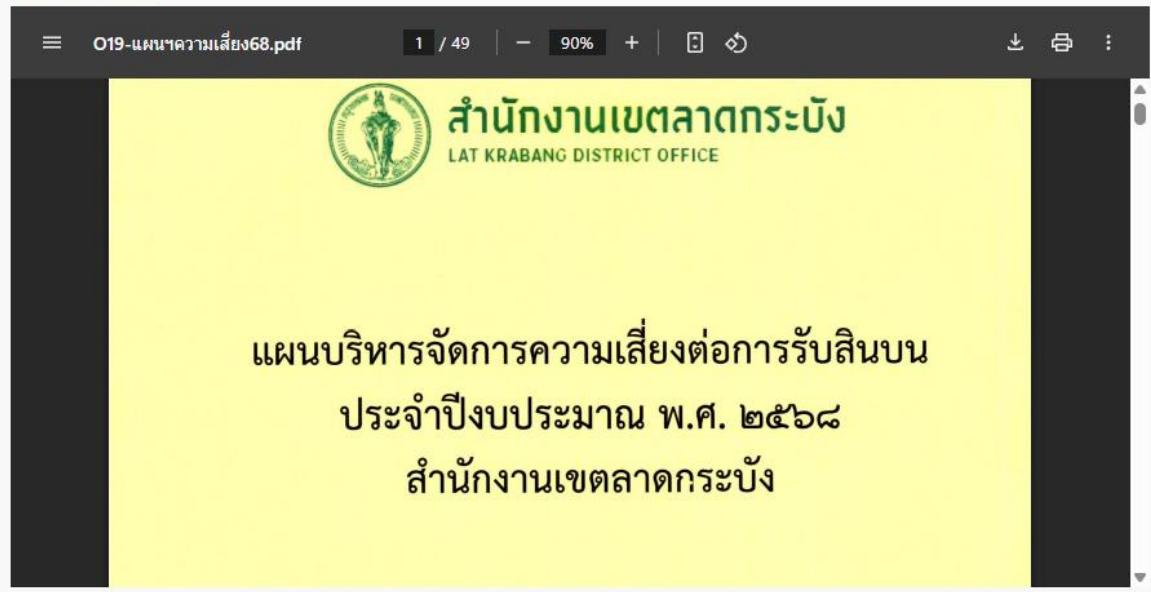 O19-แผนฯความเสี่ยง68.pdf
1 / 49
90%
สำนักงานเขตลาดกระบัง
LAT KRABANG DISTRICT OFFICE
แผนบริหารจัดการความเสี่ยงต่อการรับสินบน
ประจำปีงบประมาณ พ.ศ. ๒๕๖๘
สำนักงานเขตลาดกระบัง